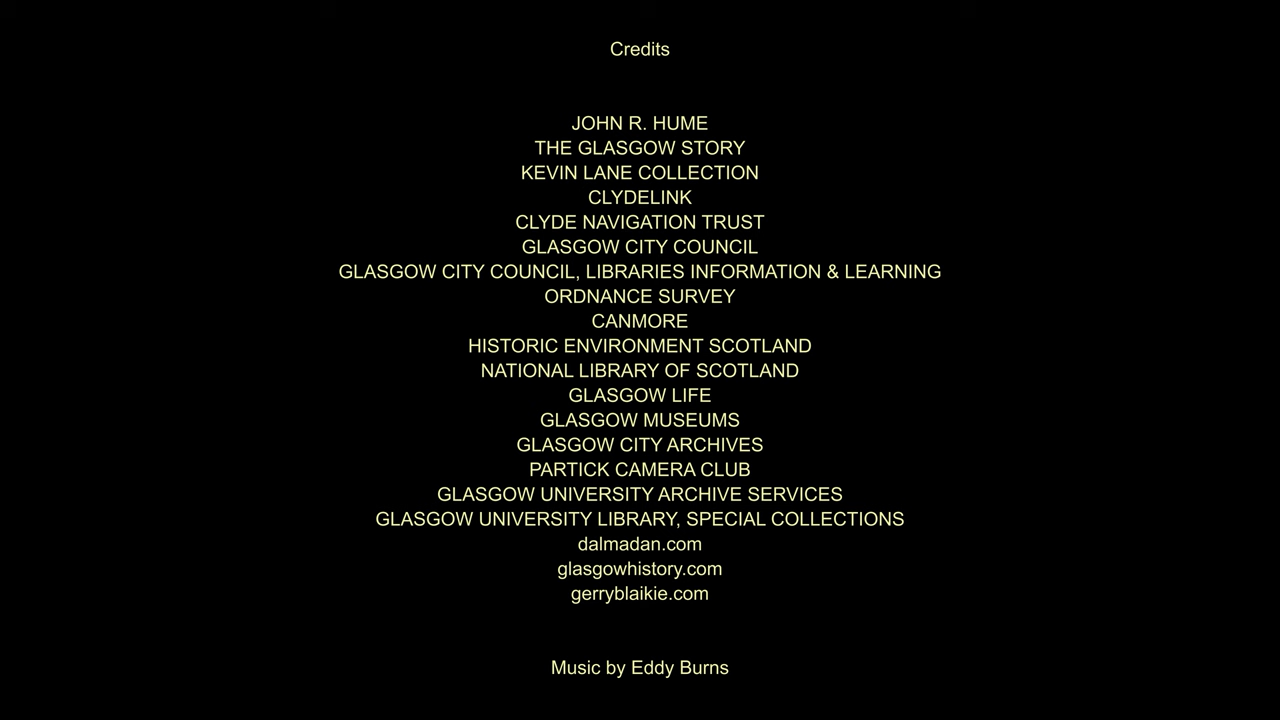 Credits
JOHN R. HUME
THE GLASGOW STORY
KEVIN LANE COLLECTION
CLYDELINK
CLYDE NAVIGATION TRUST
GLASGOW CITY COUNCIL
GLASGOW CITY COUNCIL, LIBRARIES INFORMATION & LEARNING
ORDNANCE SURVEY
CANMORE
HISTORIC ENVIRONMENT SCOTLAND
NATIONAL LIBRARY OF SCOTLAND
GLASGOW LIFE
GLASGOW MUSEUMS
GLASGOW CITY ARCHIVES
PARTICK CAMERA CLUB
GLASGOW UNIVERSITY ARCHIVE SERVICES
GLASGOW UNIVERSITY LIBRARY, SPECIAL COLLECTIONS
dalmadan.com
glasgowhistory.com
gerryblaikie.com
Music by Eddy Burns